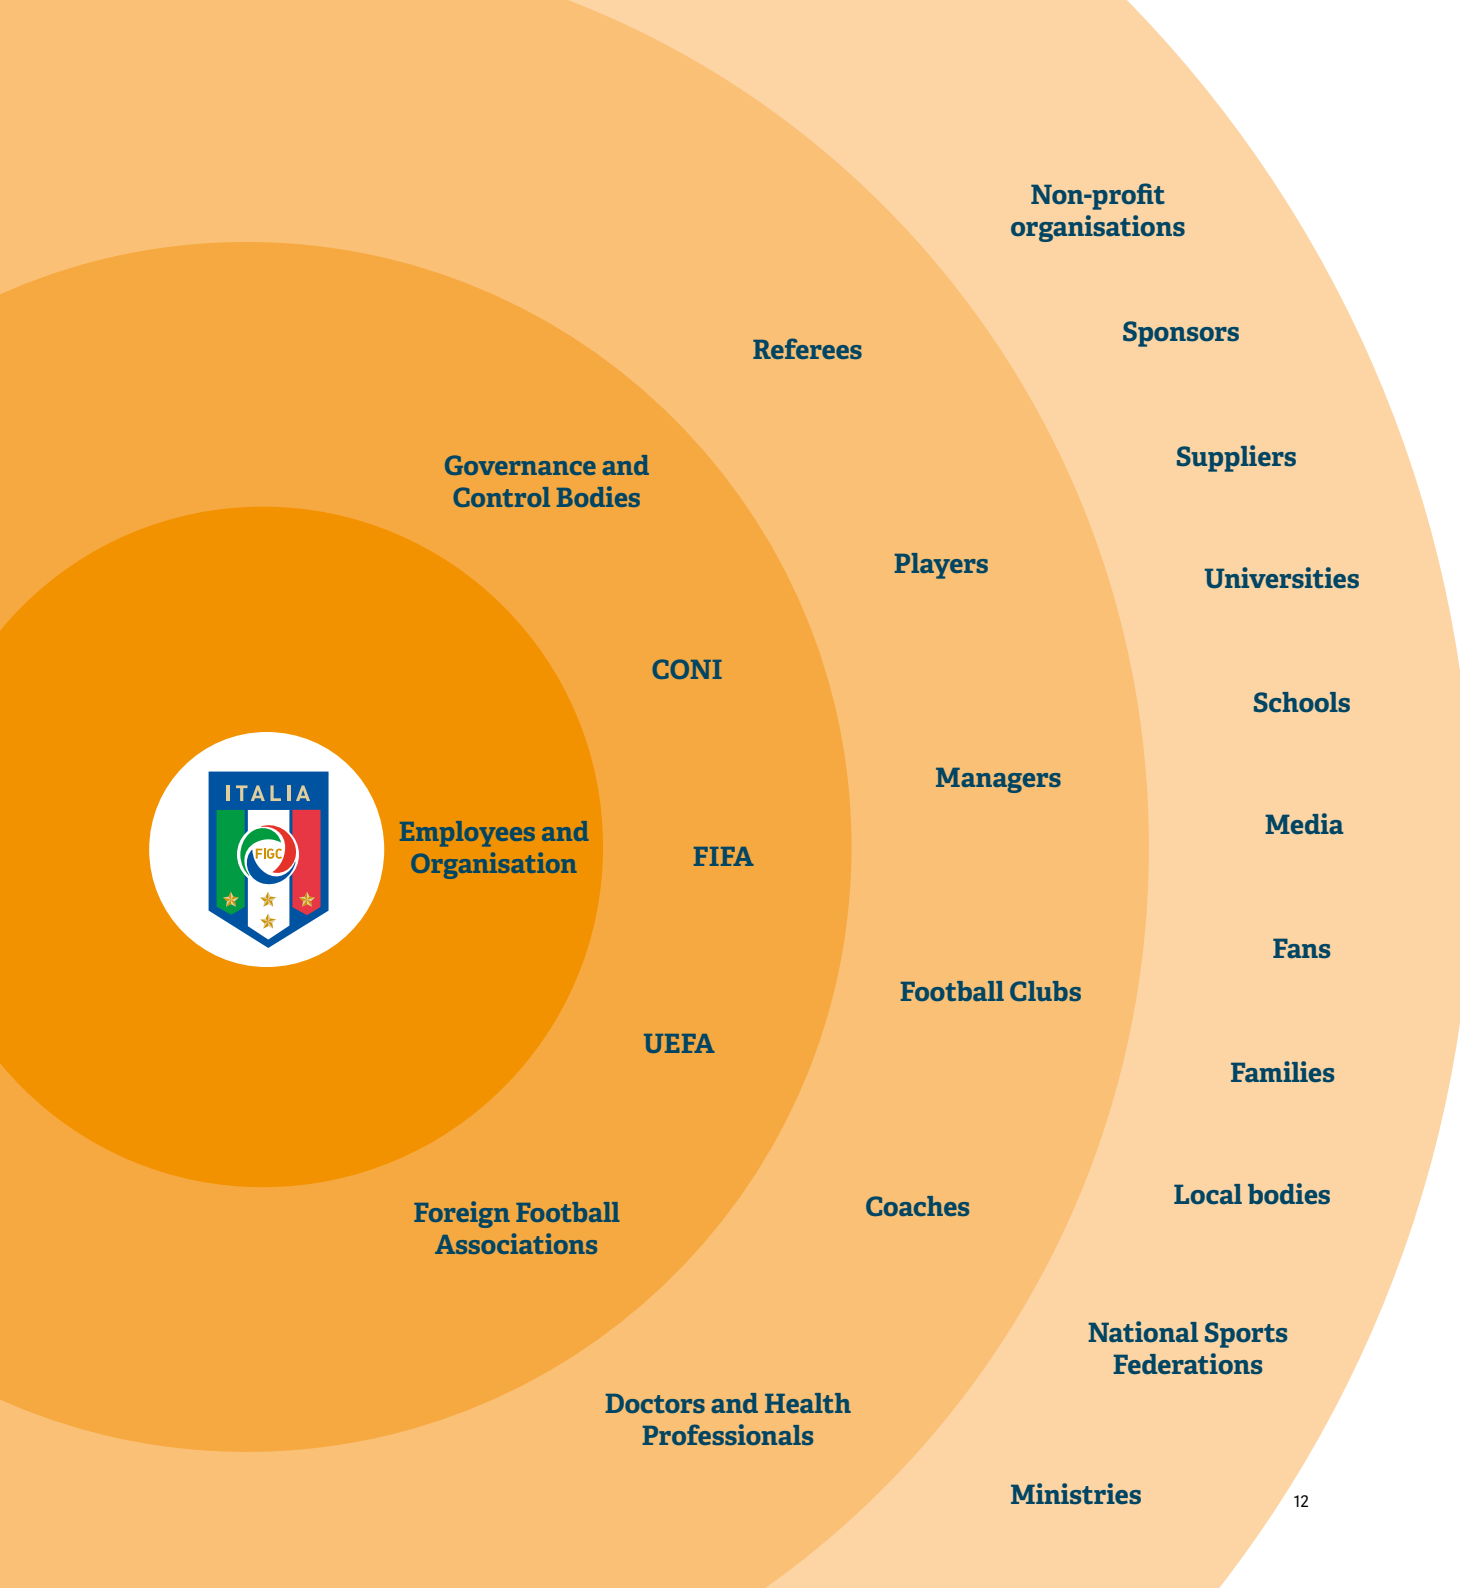 Non-profit
organisations
Sponsors
Referees
Suppliers
Governance and
Control Bodies
Players
Universities
CONI
Schools
Managers
ITALIA
FIGC
Media
Employees and
Organisation
FIFA
Fans
Football Clubs
UEFA
Families
Local bodies
Coaches
Foreign Football
Associations
National Sports
Federations
Doctors and Health
Professionals
Ministries
12